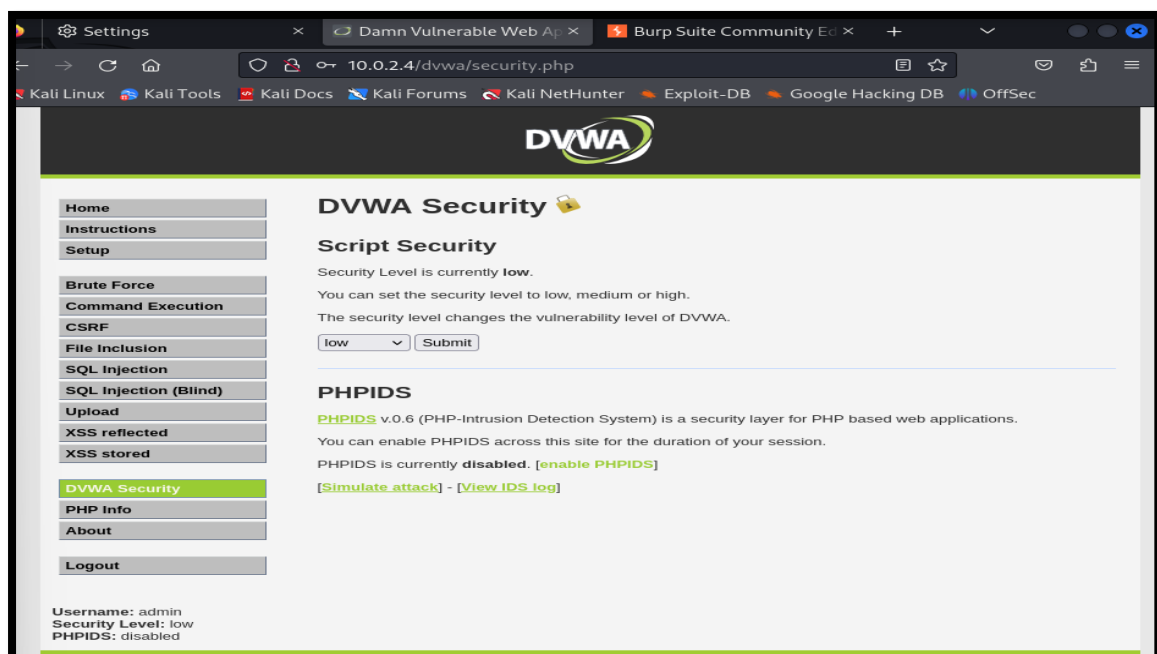 Settings
Damn Vulnerable Web Ap
Burp Suite Community Ed
10.0.2.4/dvwa/security.php
Kali Linux Kali Tools Kali Docs Kali Forums Kali NetHunter Exploit-DB Google Hacking DB OffSec
DVWA
Home
Instructions
Setup
Brute Force
Command Execution
CSRF
File Inclusion
SQL Injection
SQL Injection (Blind)
Upload
XSS reflected
XSS stored
DVWA Security
PHP Info
About
Logout
Username: admin
Security Level: low
PHPIDS: disabled
DVWA Security
Script Security
Security Level is currently low.
You can set the security level to low, medium or high.
The security level changes the vulnerability level of DVWA.
low Submit
PHPIDS
PHPIDS v.0.6 (PHP-Intrusion Detection System) is a security layer for PHP based web applications.
You can enable PHPIDS across this site for the duration of your session.
PHPIDS is currently disabled. [enable PHPIDS]
[Simulate attack] - [View IDS log]